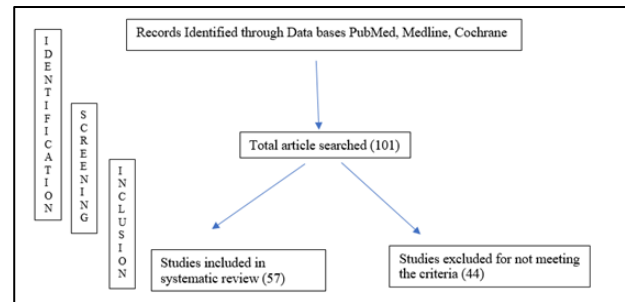 IDENTIFICATION
SCREENING
INCLUSION
Records Identified through Data bases PubMed, Medline, Cochrane
Total article searched (101)
Studies included in
systematic review (57)
Studies excluded for not meeting
the criteria (44)